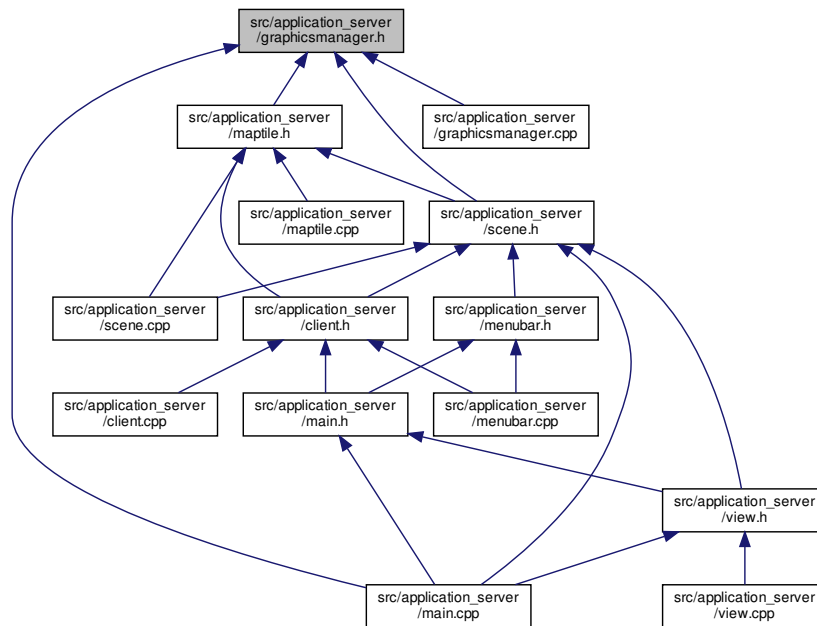 src/application_server
/graphicsmanager.h
src/application_server
/maptile.h
src/application_server
/graphicsmanager.cpp
src/application_server
/maptile.cpp
src/application_server
/scene.h
src/application_server
/scene.cpp
src/application_server
/client.h
src/application_server
/menubar.h
src/application_server
/client.cpp
src/application_server
/main.h
src/application_server
/menubar.cpp
src/application_server
/view.h
src/application_server
/main.cpp
src/application_server
/view.cpp